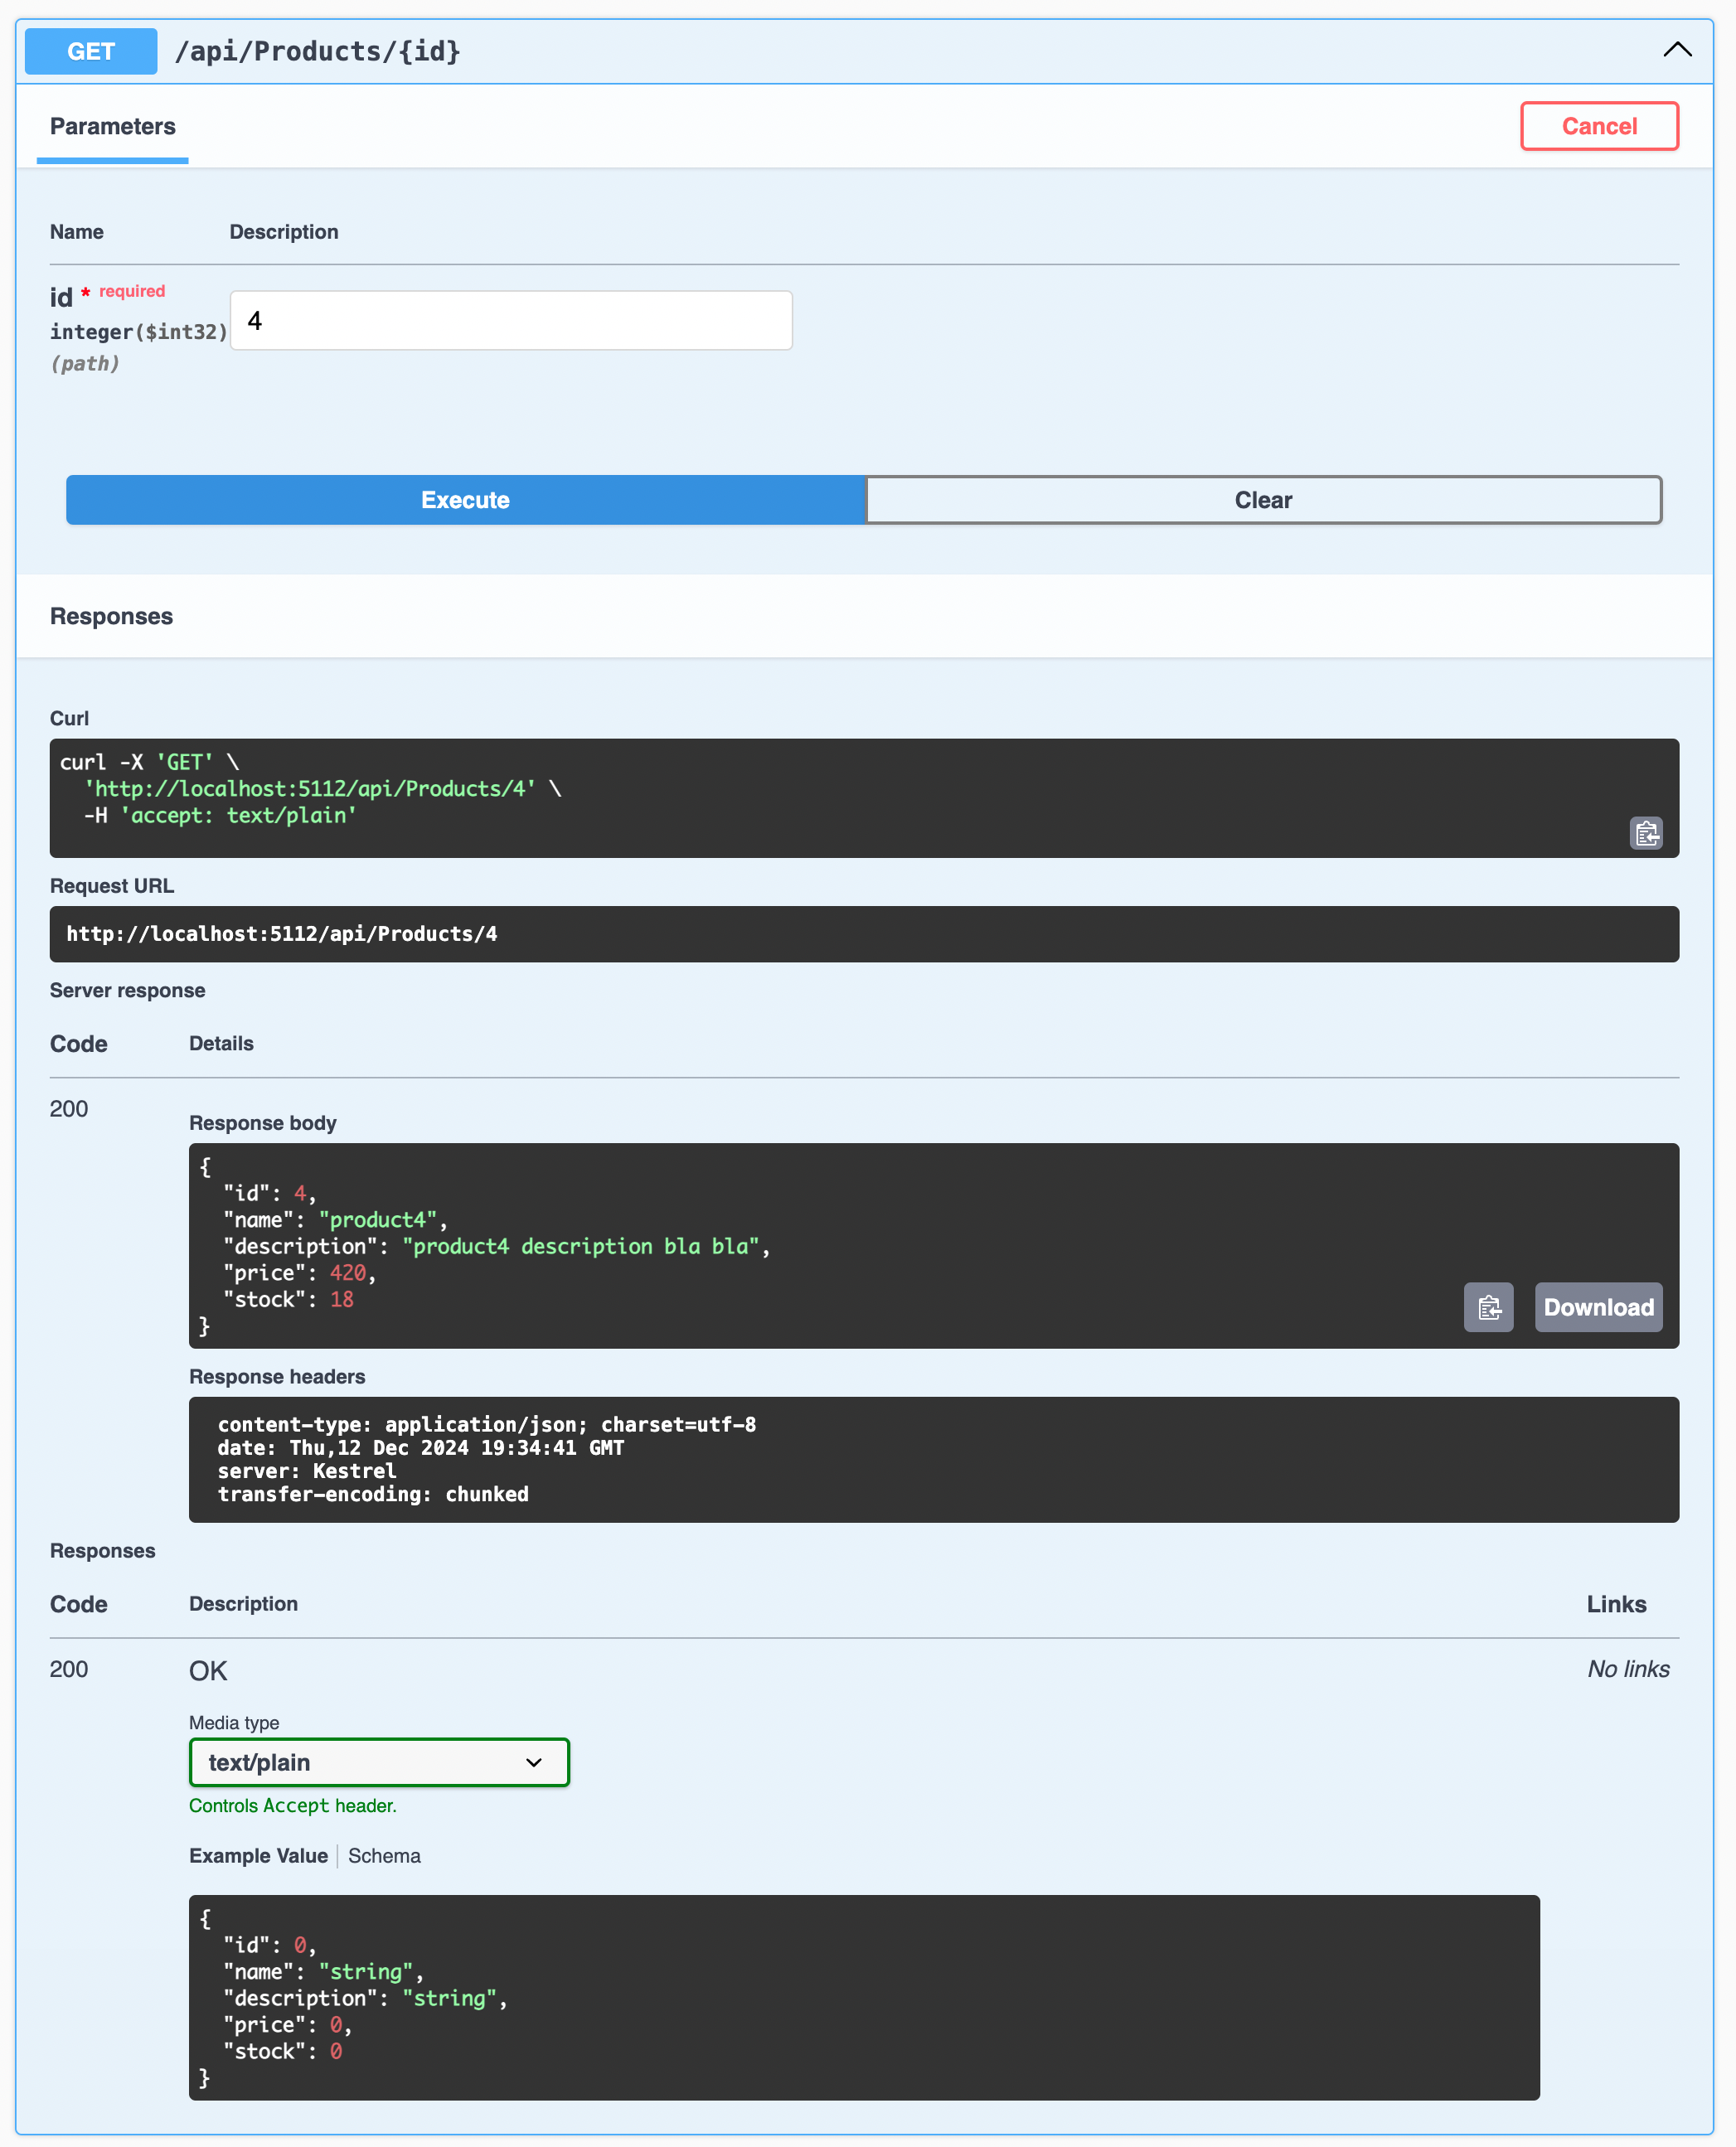 GET /api/Products/{id}
Parameters
Cancel
Name Description
id * required
integer($int32)
(path)
4
Execute
Clear
Responses
Curl
curl -X 'GET' \
'http://localhost:5112/api/Products/4' \
-H 'accept: text/plain'
Request URL
http://localhost:5112/api/Products/4
Server response
Code Details
200
Response body
{
"id": 4,
"name": "product4",
"description": "product4 description bla bla",
"price": 420,
"stock": 18
}
Download
Response headers
content-type: application/json; charset=utf-8
date: Thu,12 Dec 2024 19:34:41 GMT
server: Kestrel
transfer-encoding: chunked
Responses
Code Description Links
200 OK No links
Media type
text/plain
Controls Accept header.
Example Value Schema
{
"id": 0,
"name": "string",
"description": "string",
"price": 0,
"stock": 0
}